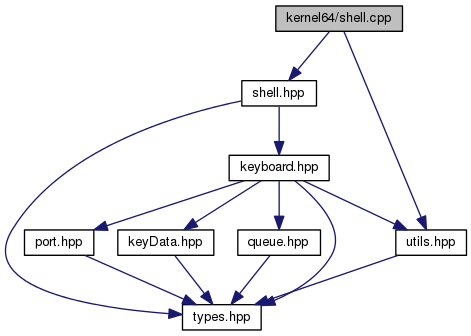 kernel64/shell.cpp
shell.hpp
keyboard.hpp
port.hpp
keyData.hpp
queue.hpp
utils.hpp
types.hpp